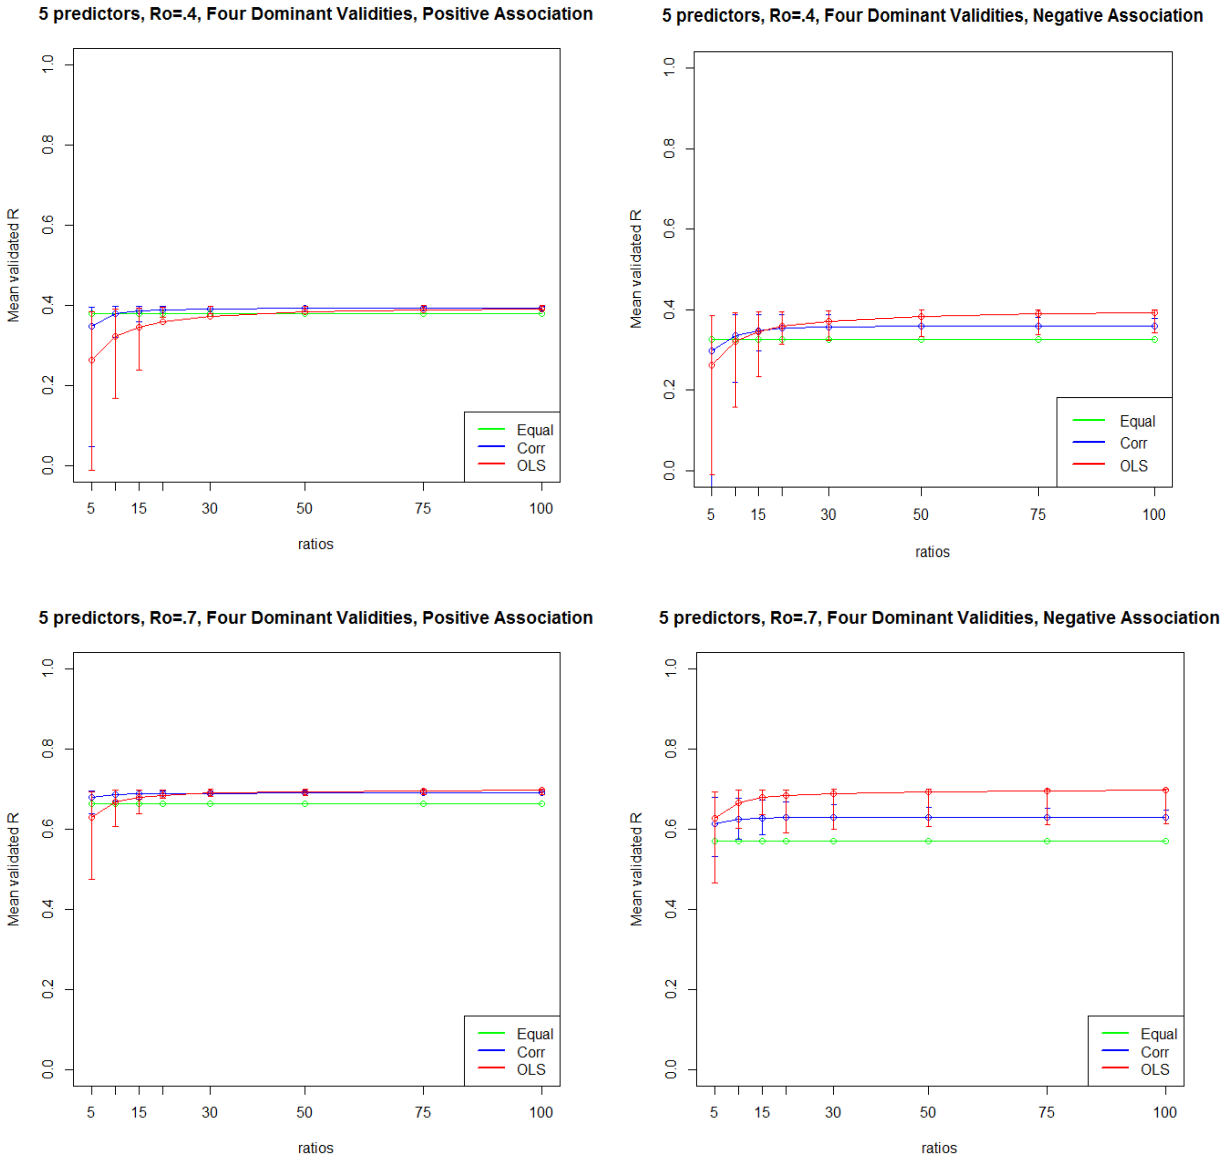 5 predictors, Ro=.4, Four Dominant Validities, Positive Association
Mean validated R
1.0
0.8
0.6
0.4
0.2
0.0
Equal
Corr
OLS
5 15 30 50 75 100
ratios
5 predictors, Ro=.4, Four Dominant Validities, Negative Association
Mean validated R
1.0
0.8
0.6
0.4
0.2
0.0
Equal
Corr
OLS
5 15 30 50 75 100
ratios
5 predictors, Ro=.7, Four Dominant Validities, Positive Association
Mean validated R
1.0
0.8
0.6
0.4
0.2
0.0
Equal
Corr
OLS
5 15 30 50 75 100
ratios
5 predictors, Ro=.7, Four Dominant Validities, Negative Association
Mean validated R
1.0
0.8
0.6
0.4
0.2
0.0
Equal
Corr
OLS
5 15 30 50 75 100
ratios